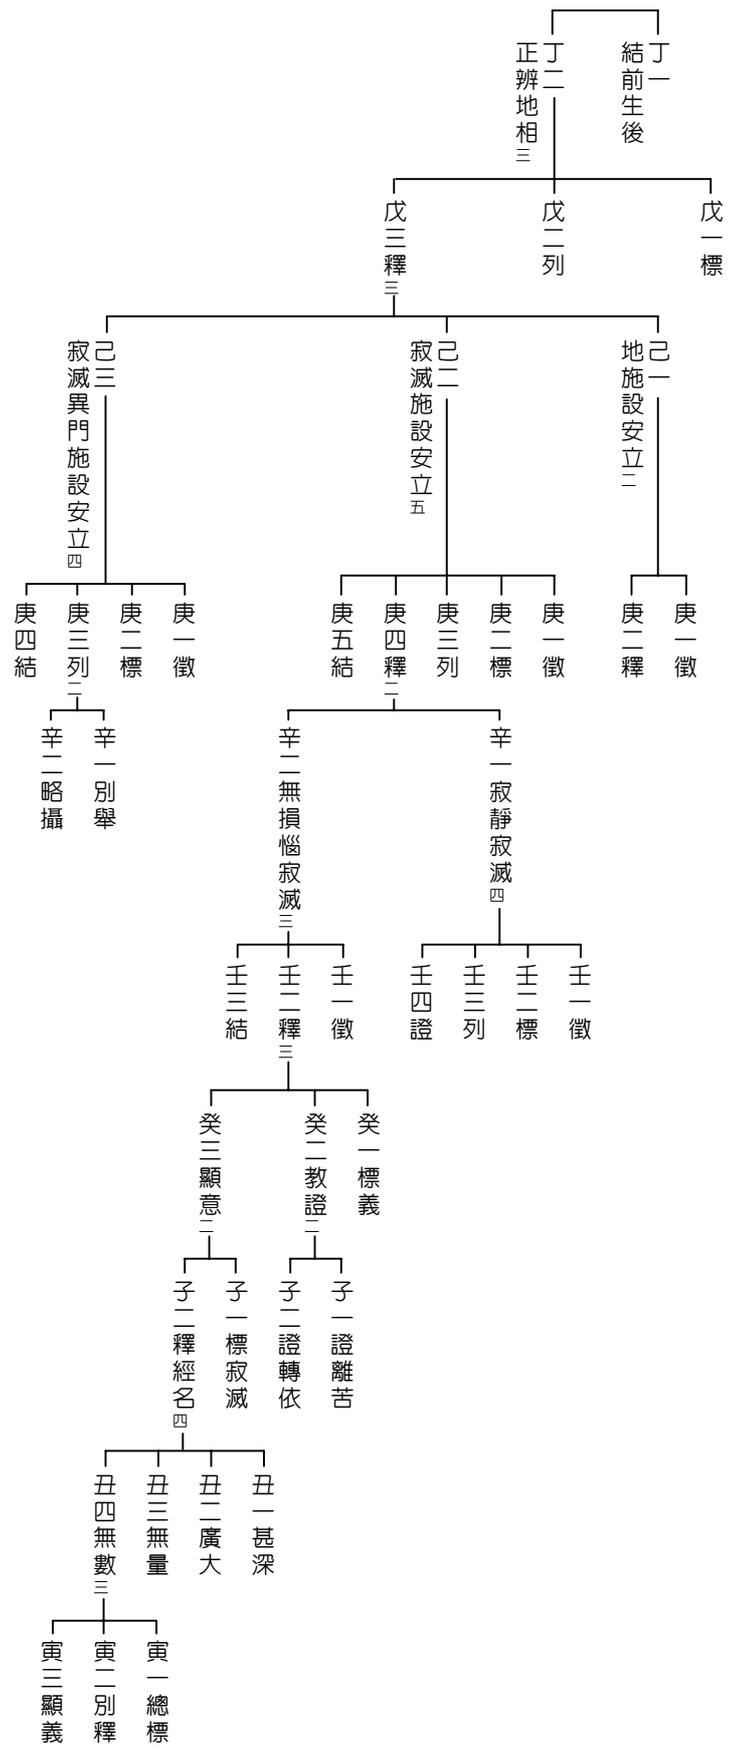 丁一
結前生後
丁二
正辨地相三
戊一標
戊二列
戊三釋三
己一
地施設安立二
己二
寂滅施設安立五
己三
寂滅異門施設安立四
庚一徵
庚二釋
庚一徵
庚二標
庚三列
庚四釋二
庚五結
庚一徵
庚二標
庚三列二
庚四結
辛一寂靜寂滅四
辛二無損惱寂滅三
辛一別舉
辛二略攝
壬一徵
壬二標
壬三列
壬四證
壬一徵
壬二釋三
壬三結
癸一標義
癸二教證二
癸三顯意二
子一證離苦
子二證轉依
子一標寂滅
子二釋經名四
丑一甚深
丑二廣大
丑三無量
丑四無數三
寅一總標
寅二別釋
寅三顯義